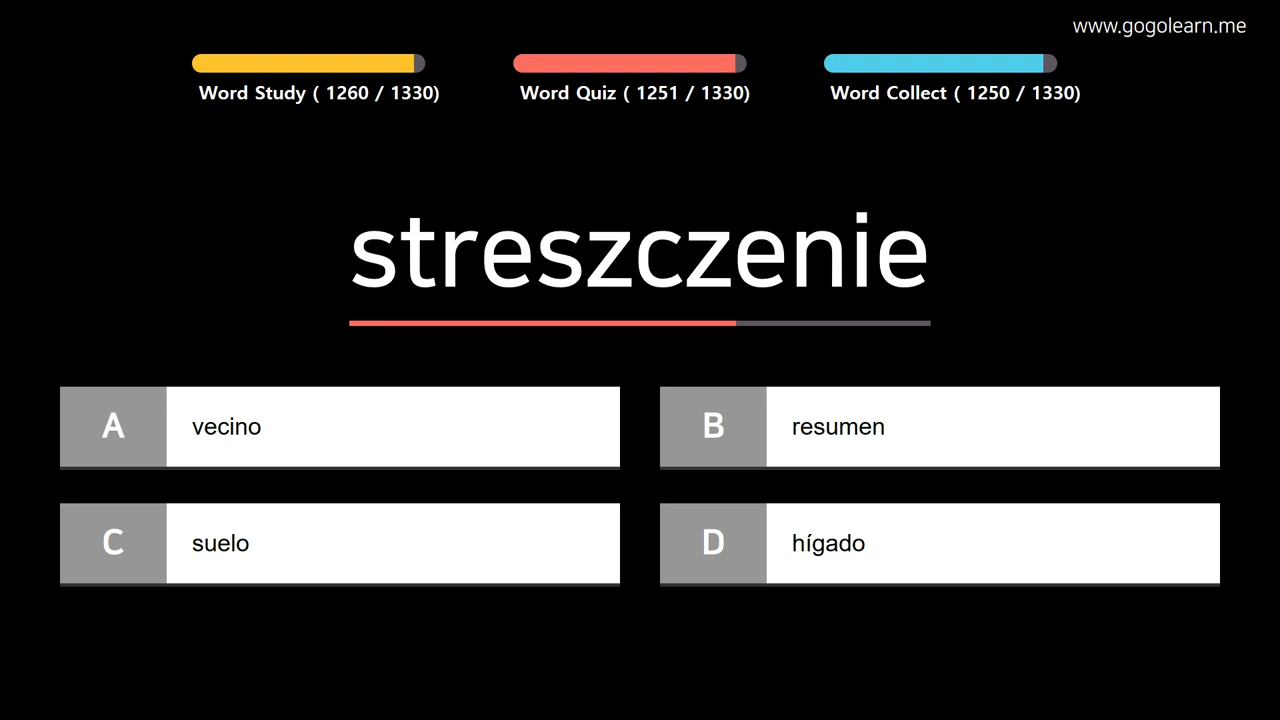 www.gogolearn.me
Word Study ( 1260 / 1330)
Word Quiz ( 1251 / 1330)
Word Collect ( 1250 / 1330)
streszczenie
A vecino
B resumen
C suelo
D hígado